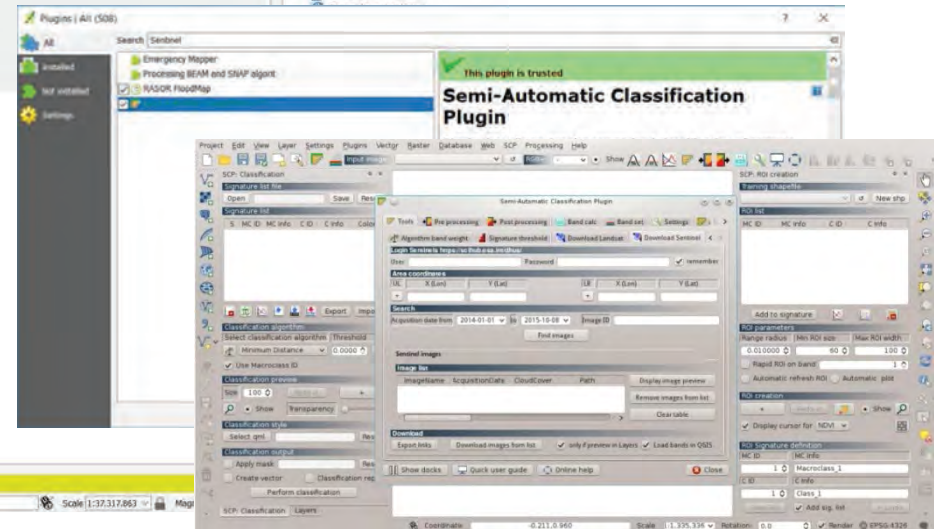 Plugins | All (508)
All
Search Sentinel
Installed
Not installed
Settings
Emergency Mapper
Processing BEAM and SNAP algorit
RASOR FloodMap
This plugin is trusted
Semi-Automatic Classification
Plugin
Project Edit View Layer Settings Plugins Vector Raster Database Web SCP Processing Help
Input image RGB= Show
SCP: Classification
Signature list file
Open Save
Signature list
S MC ID MC Info C ID C Info Color
Export
Classification algorithm
Select classification algorithm Threshold
Minimum Distance 0.0000
Use Macroclass ID
Classification preview
Size 100
Show Transparency
Classification style
Select qml
Classification output
Apply mask
Create vector Classification
Perform classification
SCP: Classification Layers
Semi-Automatic Classification Plugin
Tools Pre processing Post processing Band calc Band set Settings
Algorithm band weight Signature threshold Download Landsat Download Sentinel
Login Sentinels https://scihub.esa.int/dhus/
User Password remember
Area coordinates
UL X (Lon) Y (Lat) LR X (Lon) Y (Lat)
Search
Acquisition date from 2014-01-01 to 2015-10-08 Image ID
Find images
Sentinel images
Image list
ImageName AcquisitionDate CloudCover Path
Display image preview
Remove images from list
Clear table
Download
Export links Download images from list only if preview in Layers Load bands in QGIS
Show docks Quick user guide Online help Close
SCP: ROI creation
Training shapefile
New shp
ROI list
MC ID MC Info C ID C Info
Add to signature
ROI parameters
Range radius Min ROI size Max ROI width
0.010000 60 100
Rapid ROI on band 1
Automatic refresh ROI Automatic plot
ROI creation
Show
Display cursor for NDVI
ROI Signature definition
MC ID MC Info
1 Macroclass_1
C ID C Info
1 Class_1
Add sig. list
Scale 1:37.317.863
Coordinate: -0.211,0.960 Scale 1:1,335,336 Rotation: 0.0 Render EPSG:4326